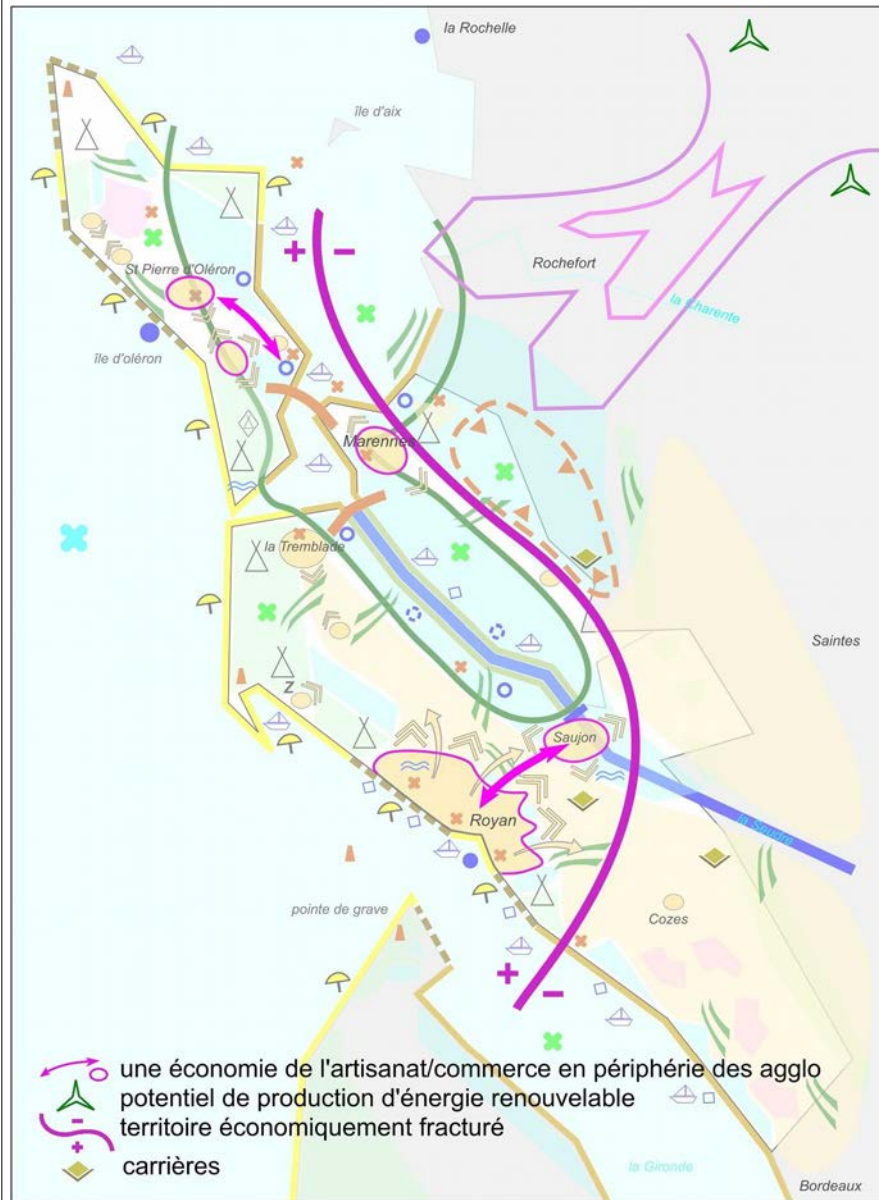 la Rochelle
île d'aix
Rochefort
la Charente
St Pierre d'Oléron
île d'oléron
Marennes
la Tremblade
Saintes
Z
Saujon
la Seudre
Royan
pointe de grave
Cozes
une économie de l'artisanat/commerce en périphérie des agglo
potentiel de production d'énergie renouvelable
territoire économiquement fracturé
carrières
la Gironde
Bordeaux